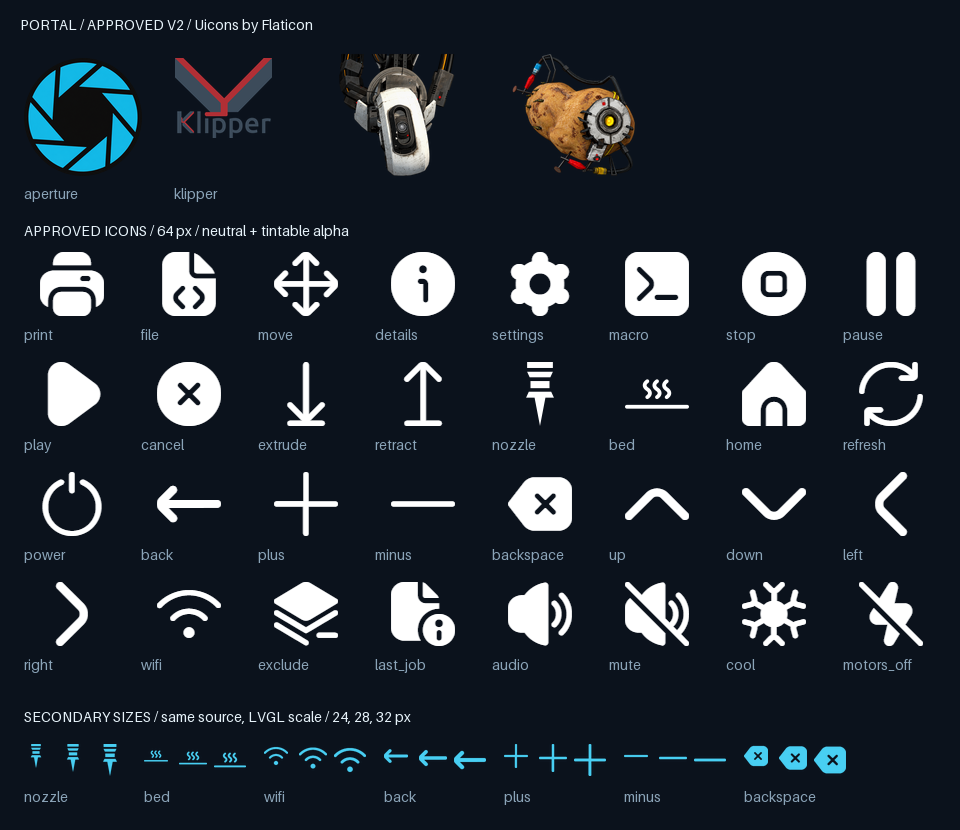 PORTAL / APPROVED V2 / Uicons by Flaticon
Klipper
aperture klipper
APPROVED ICONS / 64 px / neutral + tintable alpha
print file move details settings macro stop pause
play cancel extrude retract nozzle bed home refresh
power back plus minus backspace up down left
right wifi exclude last_job audio mute cool motors_off
SECONDARY SIZES / same source, LVGL scale / 24, 28, 32 px
nozzle bed wifi back plus minus backspace